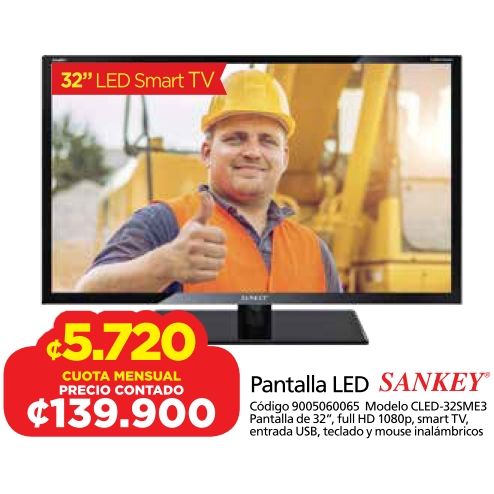 32” LED Smart TV
SANKEY
¢5.720
CUOTA MENSUAL
PRECIO CONTADO
¢139.900
Pantalla LED SANKEY®
Código 9005060065 Modelo CLED-32SME3
Pantalla de 32”, full HD 1080p, smart TV,
entrada USB, teclado y mouse inalámbricos